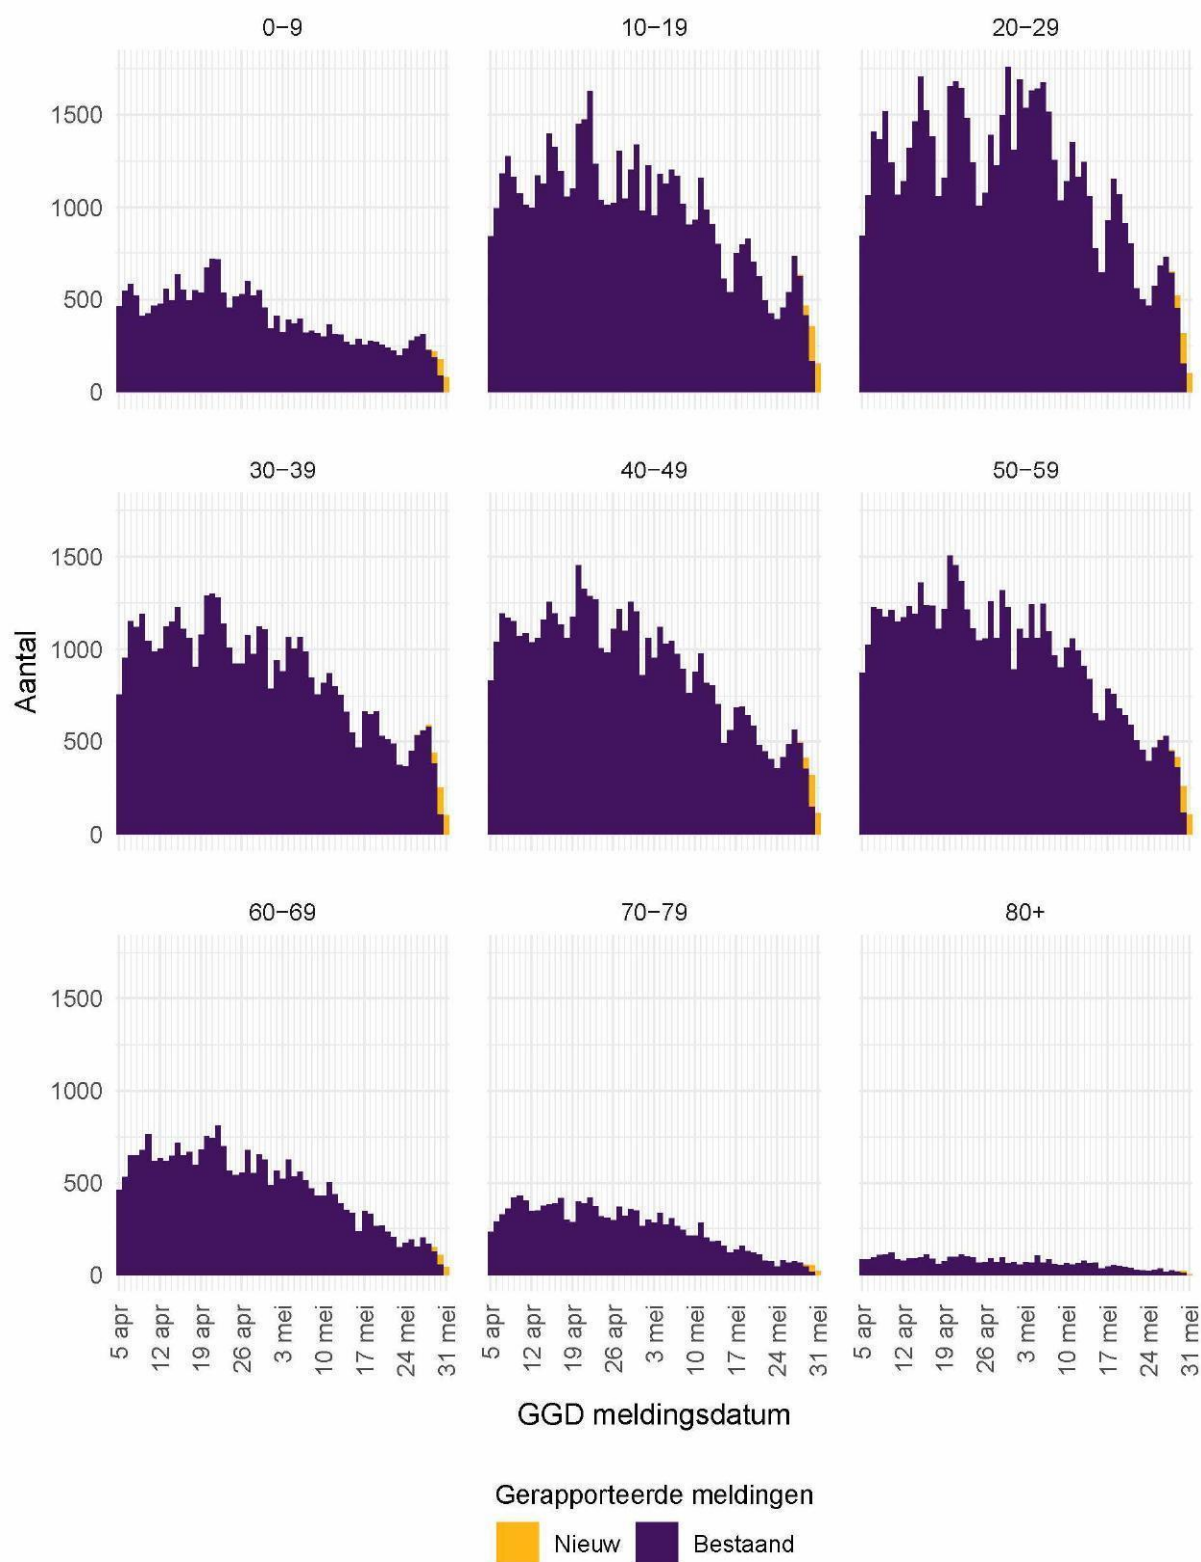 0−9 10−19 20−29
1500
1000
500
0
30−39 40−49 50−59
1500
1000
500
0
Aantal
60−69 70−79 80+
1500
1000
500
0
5 apr 12 apr 19 apr 26 apr 3 mei 10 mei 17 mei 24 mei 31 mei 5 apr 12 apr 19 apr 26 apr 3 mei 10 mei 17 mei 24 mei 31 mei 5 apr 12 apr 19 apr 26 apr 3 mei 10 mei 17 mei 24 mei 31 mei
GGD meldingsdatum
Gerapporteerde meldingen
Nieuw Bestaand